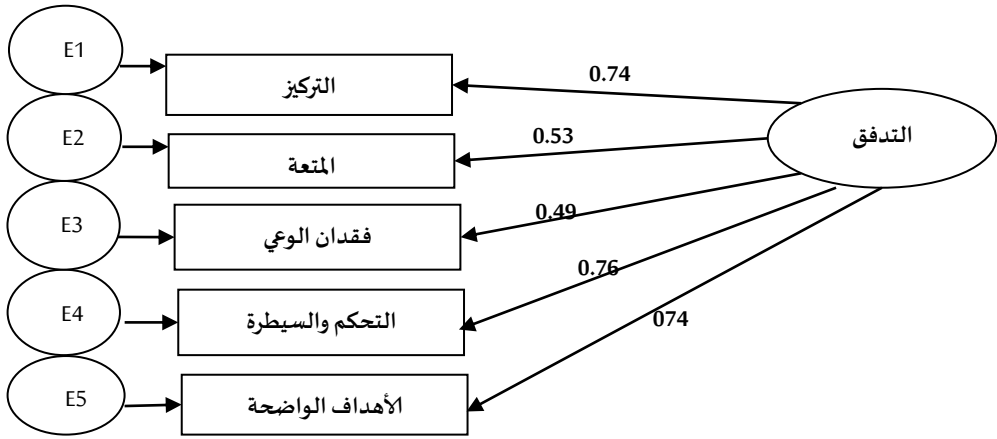 E1
التركيز
0.74
التدفق
E2
المتعة
0.53
E3
فقدان الوعي
0.49
E4
التحكم والسيطرة
0.76
E5
الأهداف الواضحة
074